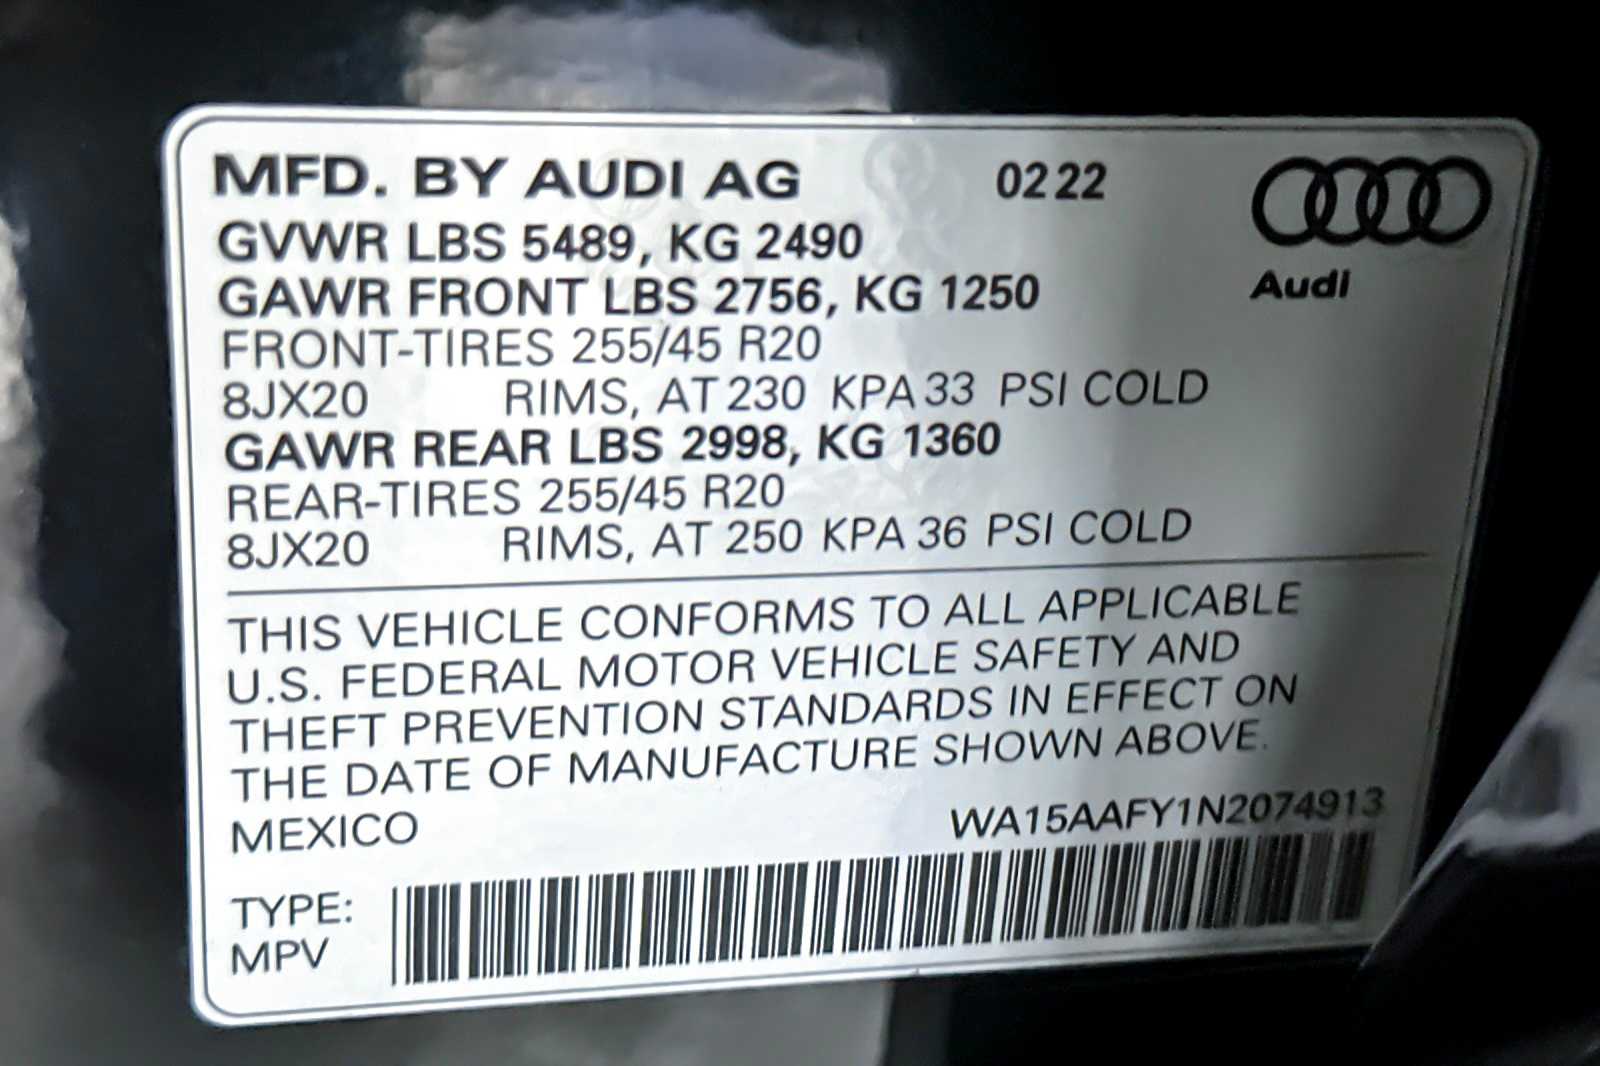 MFD. BY AUDI AG 02 22
GVWR LBS 5489, KG 2490
GAWR FRONT LBS 2756, KG 1250
Audi
FRONT-TIRES 255/45 R20
8JX20 RIMS, AT 230 KPA 33 PSI COLD
GAWR REAR LBS 2998, KG 1360
REAR-TIRES 255/45 R20
8JX20 RIMS, AT 250 KPA 36 PSI COLD
THIS VEHICLE CONFORMS TO ALL APPLICABLE
U.S. FEDERAL MOTOR VEHICLE SAFETY AND
THEFT PREVENTION STANDARDS IN EFFECT ON
THE DATE OF MANUFACTURE SHOWN ABOVE.
MEXICO WA15AAFY1N2074913
TYPE:
MPV